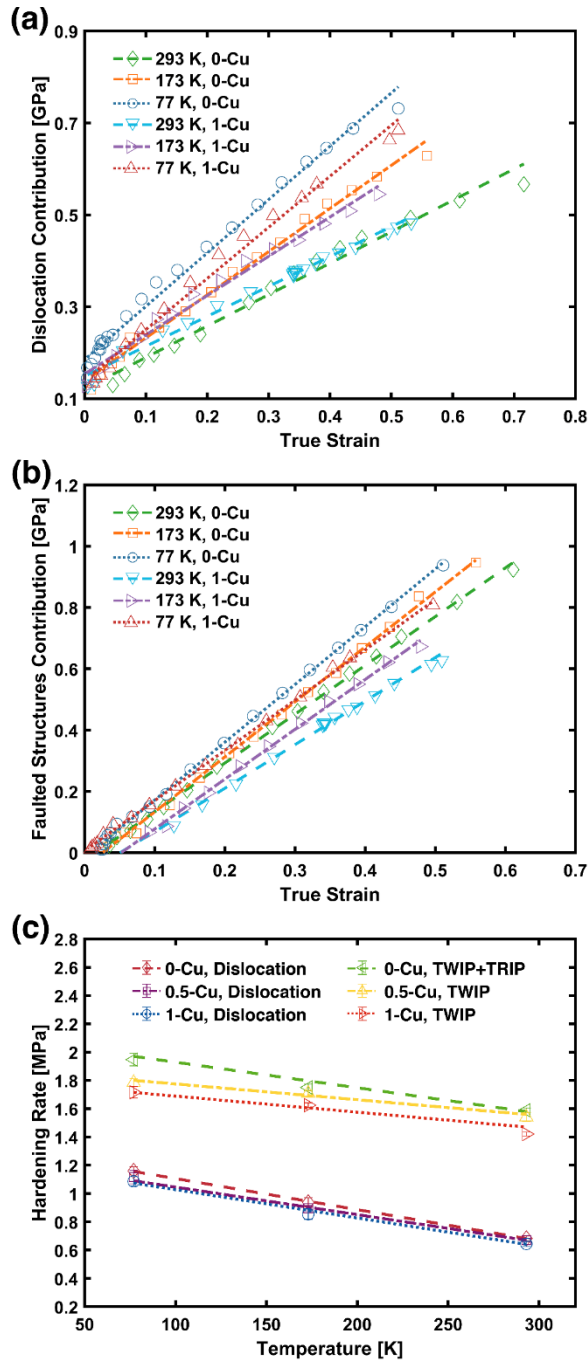 (a)
0.9
0.7
0.5
0.3
0.1
Dislocation Contribution [GPa]
293 K, 0-Cu
173 K, 0-Cu
77 K, 0-Cu
293 K, 1-Cu
173 K, 1-Cu
77 K, 1-Cu
0 0.1 0.2 0.3 0.4 0.5 0.6 0.7 0.8
True Strain
(b)
1.2
1
0.8
0.6
0.4
0.2
0
Faulted Structures Contribution [GPa]
293 K, 0-Cu
173 K, 0-Cu
77 K, 0-Cu
293 K, 1-Cu
173 K, 1-Cu
77 K, 1-Cu
0 0.1 0.2 0.3 0.4 0.5 0.6 0.7
True Strain
(c)
2.8
2.6
2.4
2.2
2
1.8
1.6
1.4
1.2
1
0.8
0.6
0.4
0.2
Hardening Rate [MPa]
0-Cu, Dislocation
0.5-Cu, Dislocation
1-Cu, Dislocation
0-Cu, TWIP+TRIP
0.5-Cu, TWIP
1-Cu, TWIP
50 100 150 200 250 300
Temperature [K]